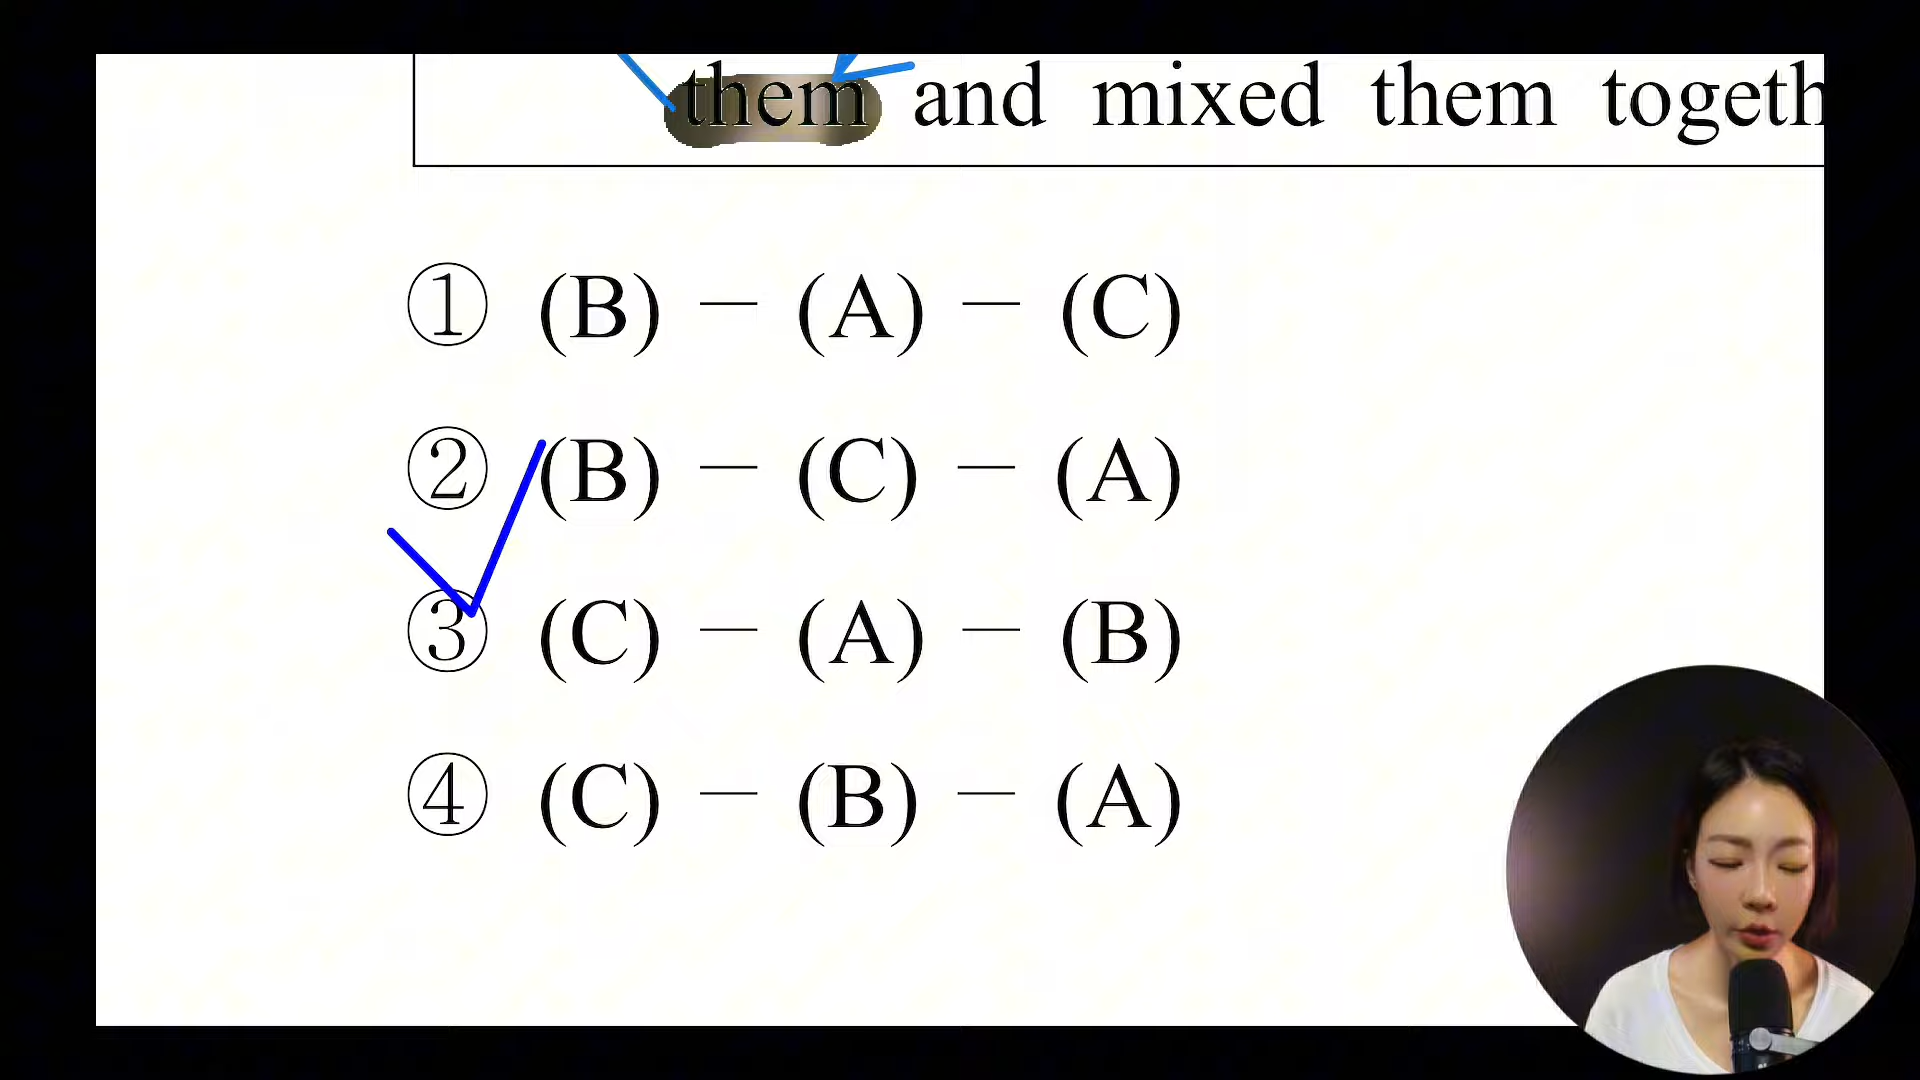 them and mixed them togeth
① (B) － (A) － (C)
② (B) － (C) － (A)
③ (C) － (A) － (B)
④ (C) － (B) － (A)